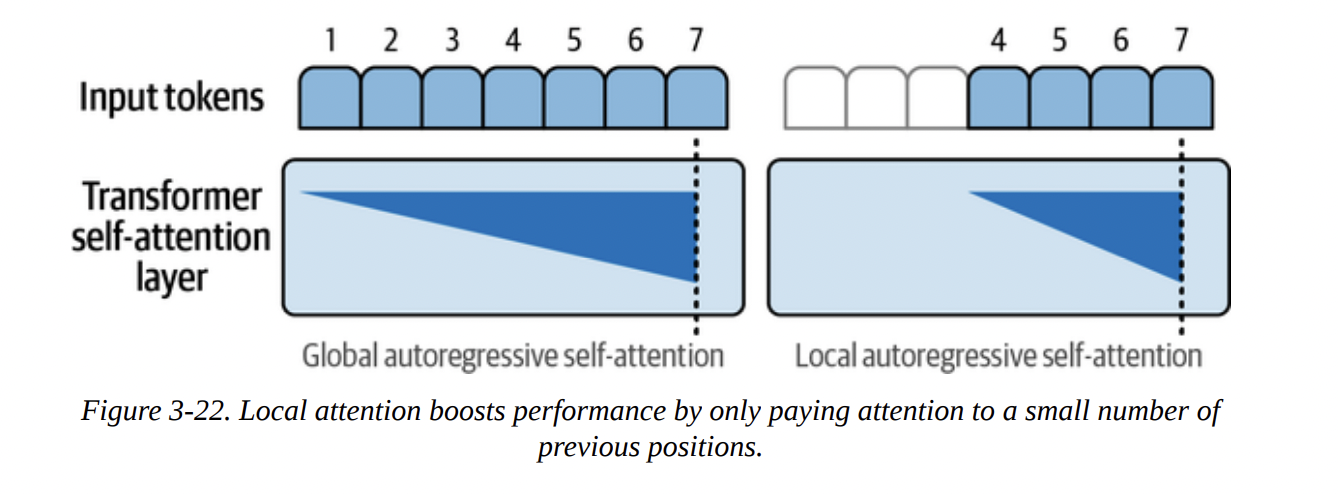 1 2 3 4 5 6 7
4 5 6 7
Input tokens
Transformer
self-attention
layer
Global autoregressive self-attention
Local autoregressive self-attention
Figure 3-22. Local attention boosts performance by only paying attention to a small number of
previous positions.